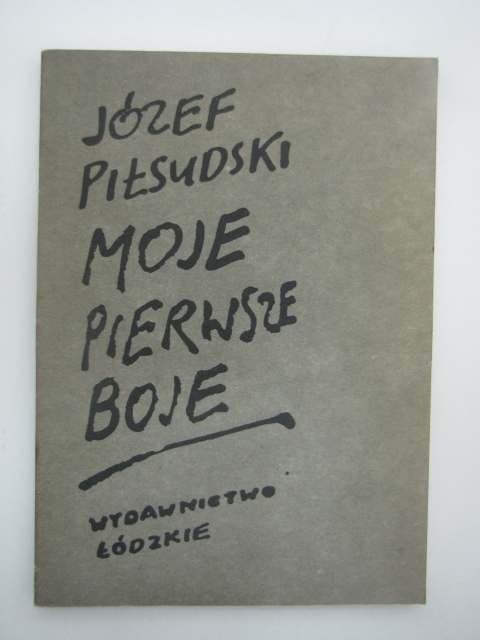 JÓZEF
PIŁSUDSKI
MOJE
PIERWSZE
BOJE
WYDAWNICTWO
ŁÓDZKIE